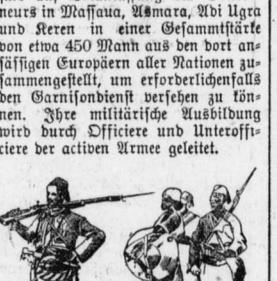 neurs in Massaua, Asmara, Adi Ugra
und Keren in einer Gesammtstärke
von etwa 450 Mann aus den dort an-
sässigen Europäern aller Nationen zu-
sammengestellt, um erforderlichenfalls
den Garnisondienst versehen zu kön-
nen. Ihre militärische Ausbildung
wird durch Officiere und Unteroffi-
ciere der activen Armee geleitet.